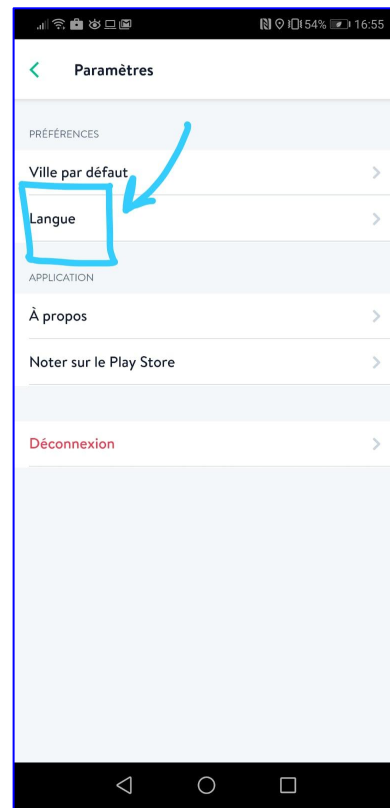 54% 16:55
Paramètres
PRÉFÉRENCES
Ville par défaut
Langue
APPLICATION
À propos
Noter sur le Play Store
Déconnexion